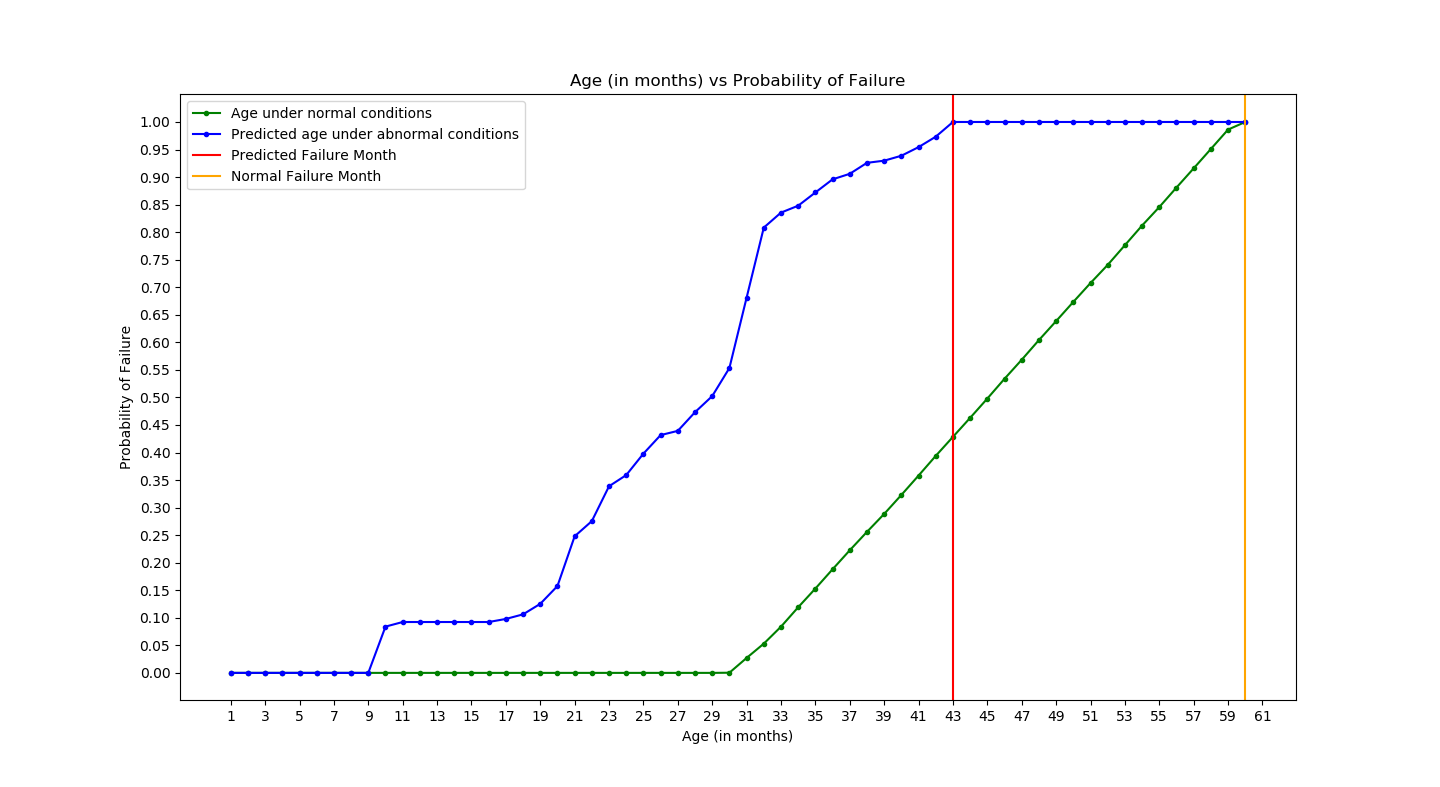 Age (in months) vs Probability of Failure
Age under normal conditions
Predicted age under abnormal conditions
Predicted Failure Month
Normal Failure Month
1.00
0.95
0.90
0.85
0.80
0.75
0.70
0.65
0.60
0.55
0.50
0.45
0.40
0.35
0.30
0.25
0.20
0.15
0.10
0.05
0.00
Probability of Failure
1 3 5 7 9 11 13 15 17 19 21 23 25 27 29 31 33 35 37 39 41 43 45 47 49 51 53 55 57 59 61
Age (in months)